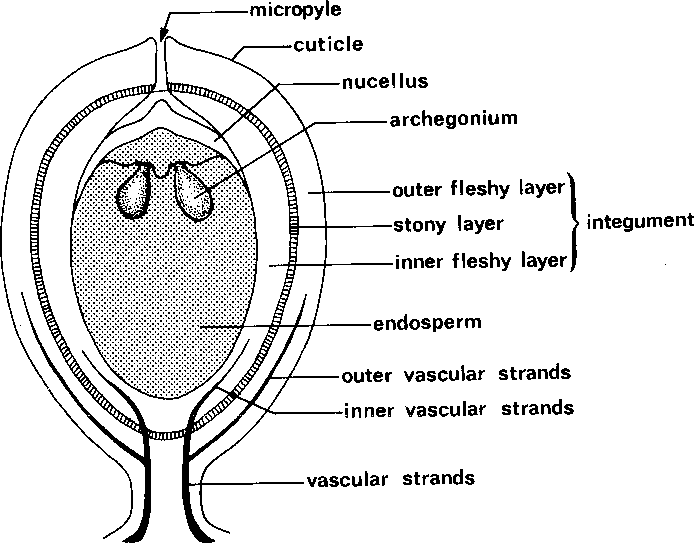 micropyle
cuticle
nucellus
archegonium
outer fleshy layer
stony layer
integument
inner fleshy layer
endosperm
outer vascular strands
inner vascular strands
vascular strands